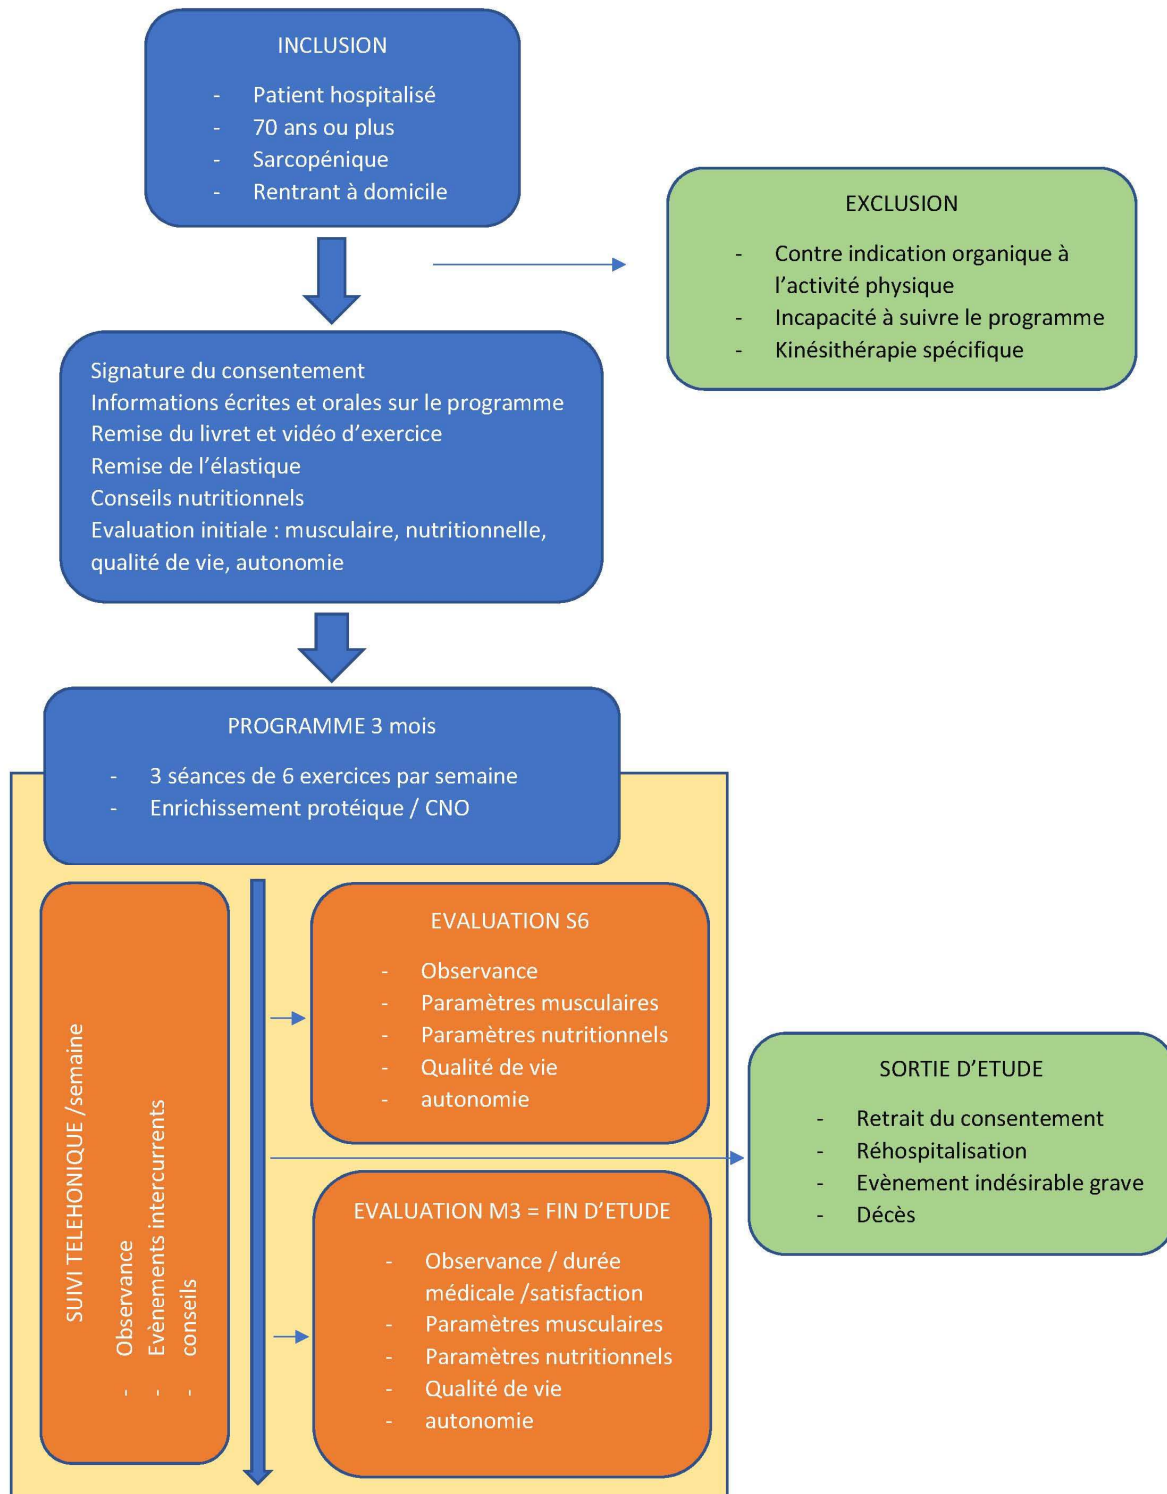 INCLUSION
- Patient hospitalisé
- 70 ans ou plus
- Sarcopénique
- Rentrant à domicile
EXCLUSION
- Contre indication organique à
l’activité physique
- Incapacité à suivre le programme
- Kinésithérapie spécifique
Signature du consentement
Informations écrites et orales sur le programme
Remise du livret et vidéo d’exercice
Remise de l’élastique
Conseils nutritionnels
Evaluation initiale : musculaire, nutritionnelle,
qualité de vie, autonomie
PROGRAMME 3 mois
- 3 séances de 6 exercices par semaine
- Enrichissement protéique / CNO
SUIVI TELEHONIQUE /semaine
- Observance
- Evènements intercurrents
- conseils
EVALUATION S6
- Observance
- Paramètres musculaires
- Paramètres nutritionnels
- Qualité de vie
- autonomie
SORTIE D’ETUDE
- Retrait du consentement
- Réhospitalisation
- Evènement indésirable grave
- Décès
EVALUATION M3 = FIN D’ETUDE
- Observance / durée
médicale /satisfaction
- Paramètres musculaires
- Paramètres nutritionnels
- Qualité de vie
- autonomie